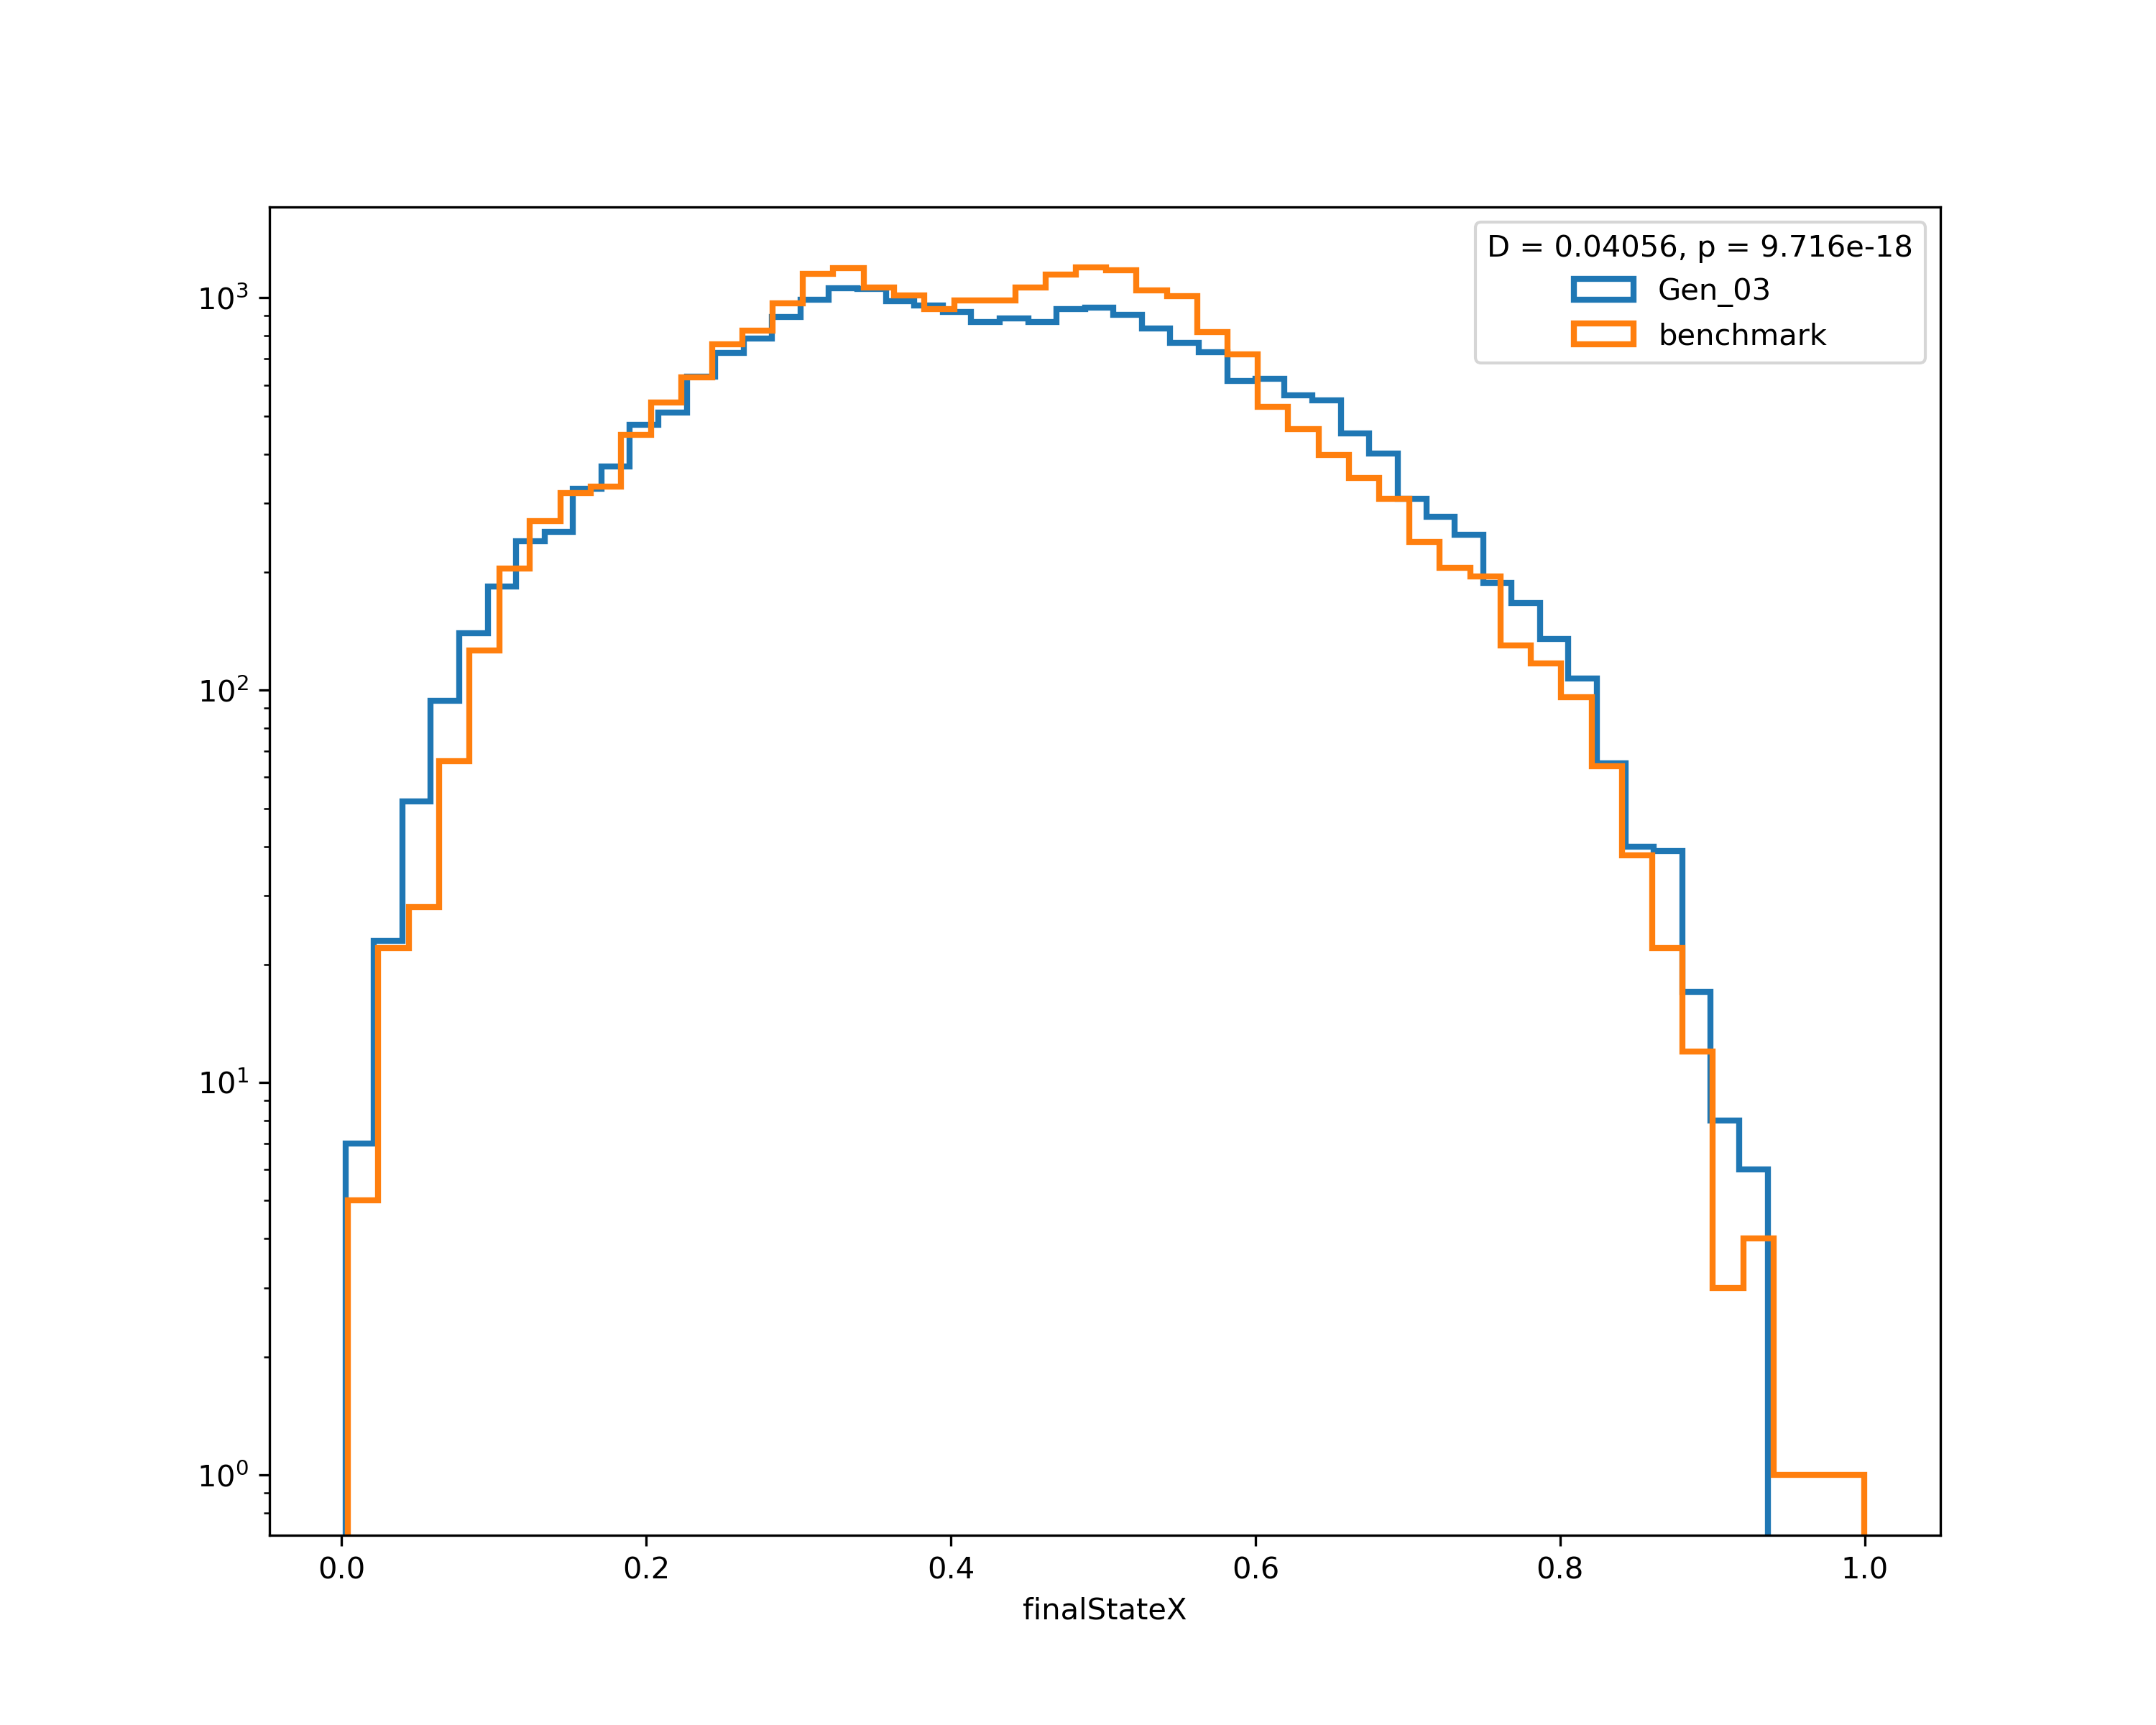 D = 0.04056, p = 9.716e-18
Gen_03
benchmark
10³
10²
10¹
10⁰
0.0 0.2 0.4 0.6 0.8 1.0
finalStateX